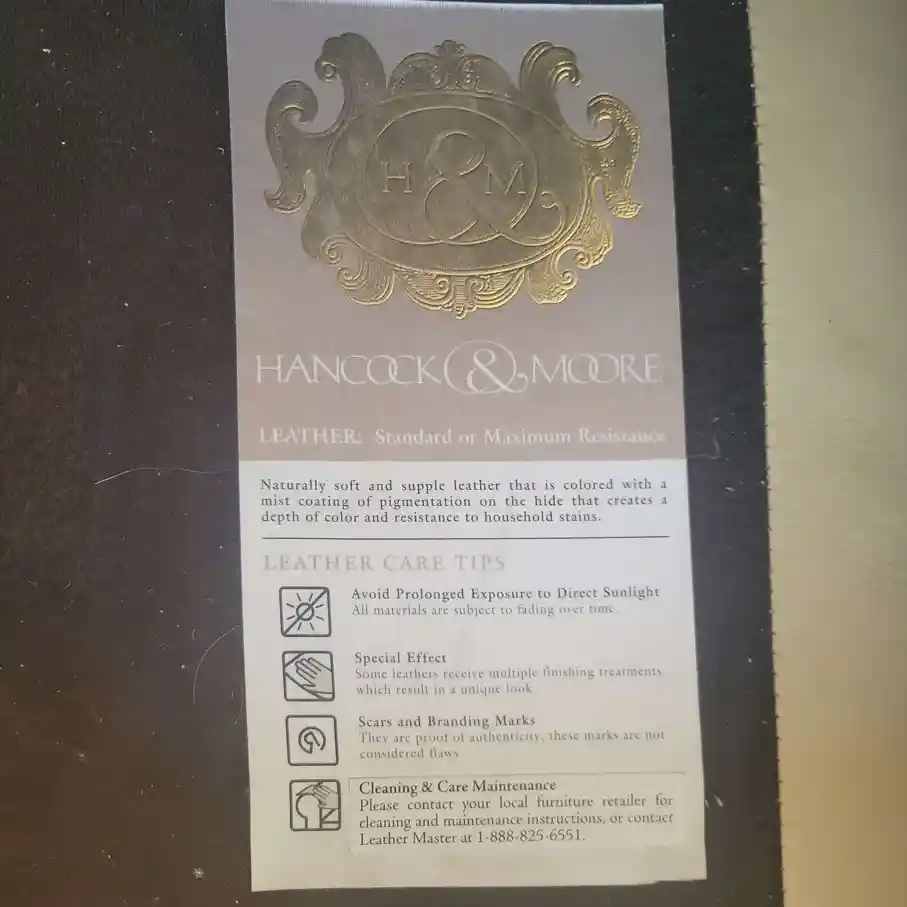 H & M
HANCOCK & MOORE
LEATHER: Standard or Maximum Resistance
Naturally soft and supple leather that is colored with a
mist coating of pigmentation on the hide that creates a
depth of color and resistance to household stains.
LEATHER CARE TIPS
Avoid Prolonged Exposure to Direct Sunlight
All materials are subject to fading over time.
Special Effect
Some leathers receive multiple finishing treatments,
which result in a unique look
Scars and Branding Marks
They are proof of authenticity, these marks are not
considered flaws
Cleaning & Care Maintenance
Please contact your local furniture retailer for
cleaning and maintenance instructions, or contact
Leather Master at 1-888-825-6551.